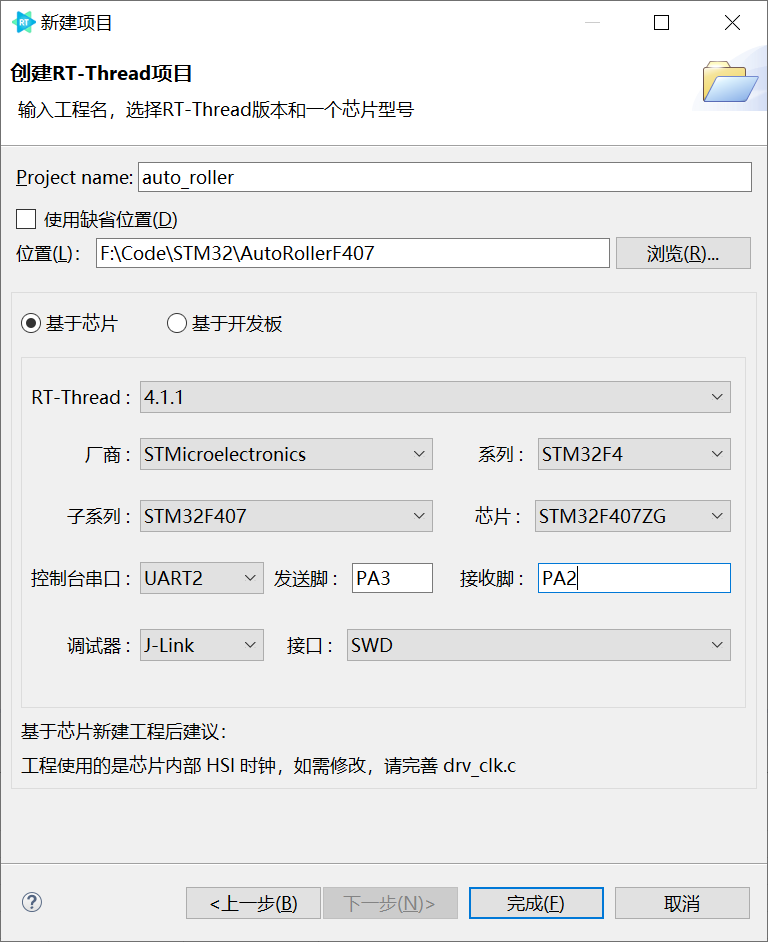 RT 新建项目
创建RT-Thread项目
输入工程名，选择RT-Thread版本和一个芯片型号
Project name: auto_roller
使用缺省位置(D)
位置(L)： F:\Code\STM32\AutoRollerF407 浏览(R)...
基于芯片 基于开发板
RT-Thread : 4.1.1
厂商 : STMicroelectronics 系列 : STM32F4
子系列 : STM32F407 芯片 : STM32F407ZG
控制台串口 : UART2 发送脚 : PA3 接收脚 : PA2
调试器 : J-Link 接口 : SWD
基于芯片新建工程后建议：
工程使用的是芯片内部 HSI 时钟，如需修改，请完善 drv_clk.c
? <上一步(B) 下一步(N)> 完成(F) 取消